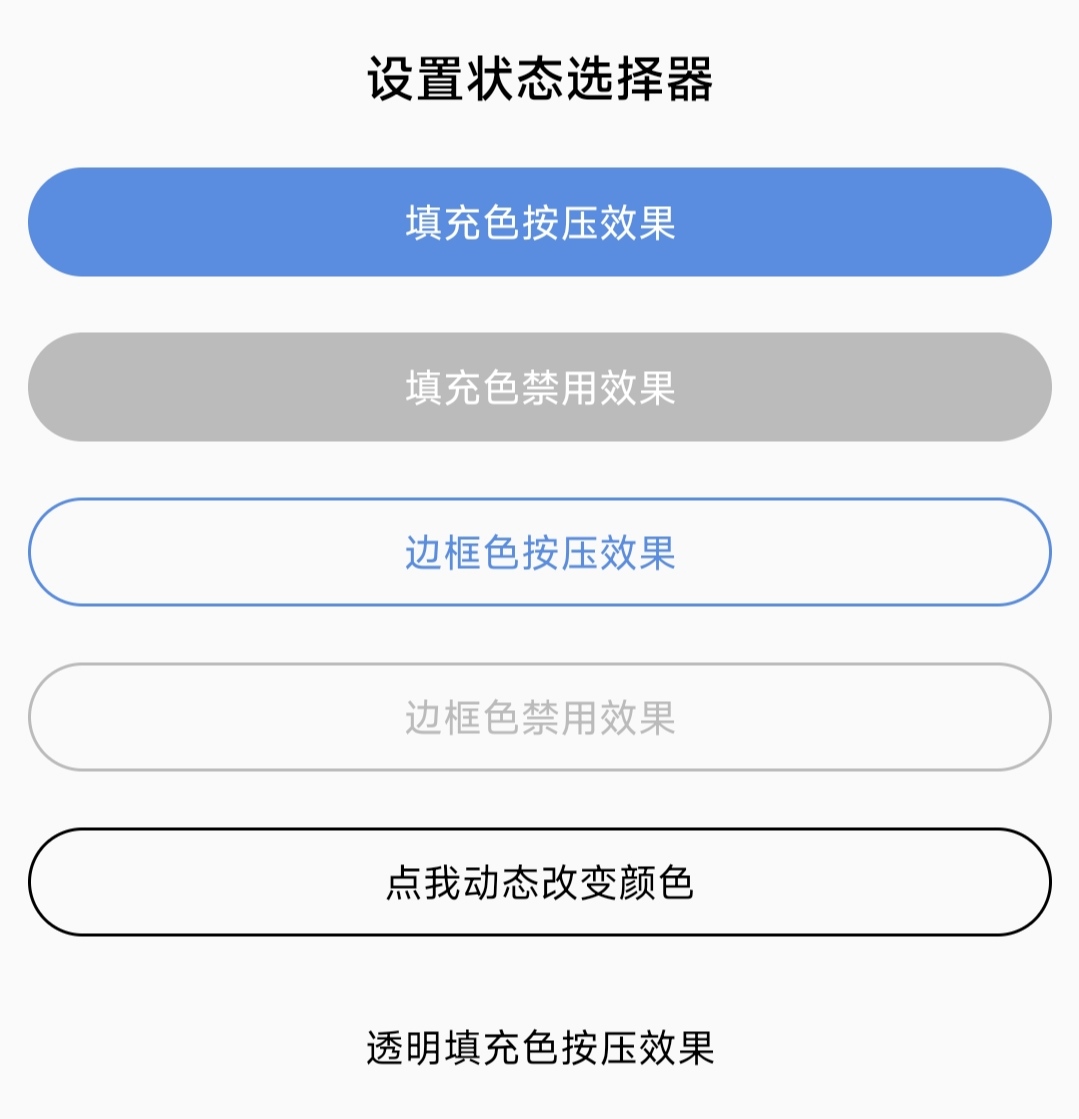 设置状态选择器
填充色按压效果
填充色禁用效果
边框色按压效果
边框色禁用效果
点我动态改变颜色
透明填充色按压效果